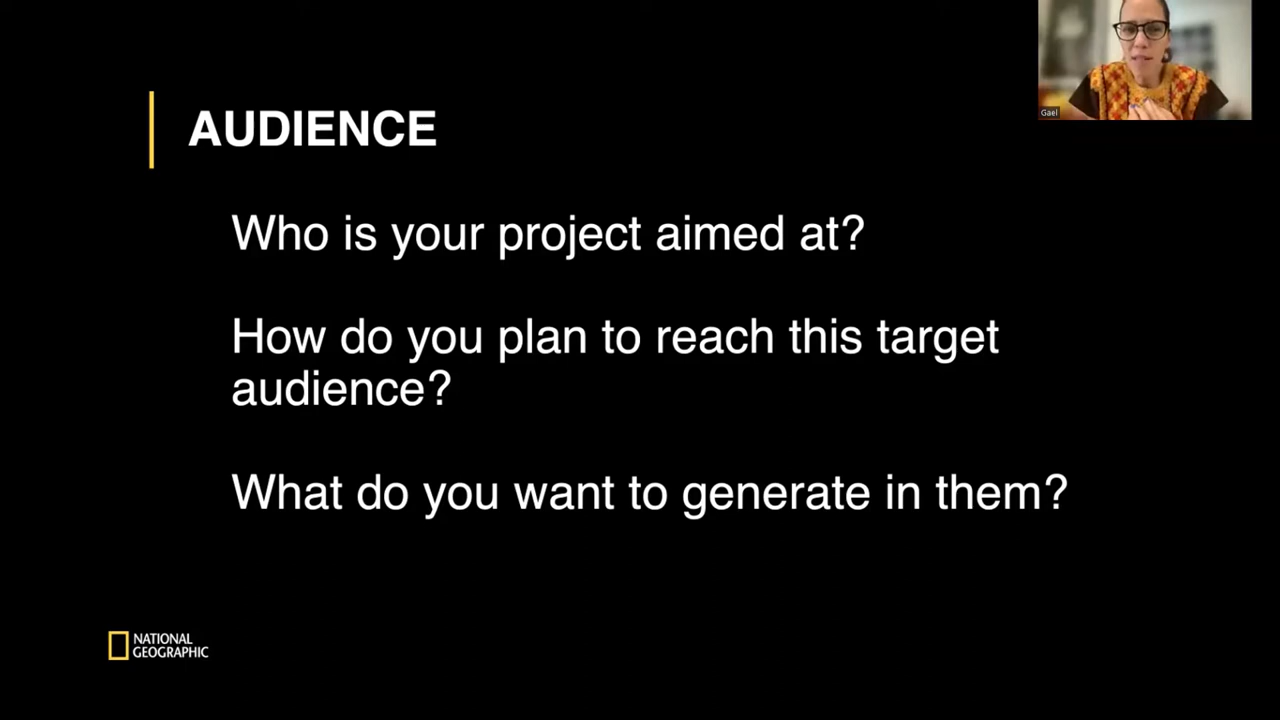 Gael
AUDIENCE
Who is your project aimed at?
How do you plan to reach this target
audience?
What do you want to generate in them?
NATIONAL
GEOGRAPHIC